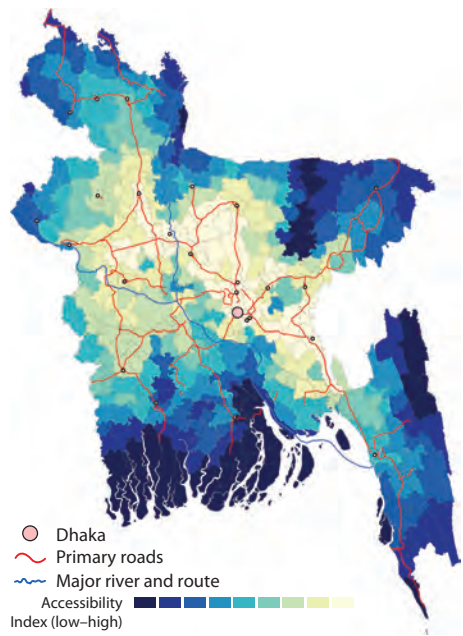 Dhaka
Primary roads
Major river and route
Accessibility
Index (low–high)